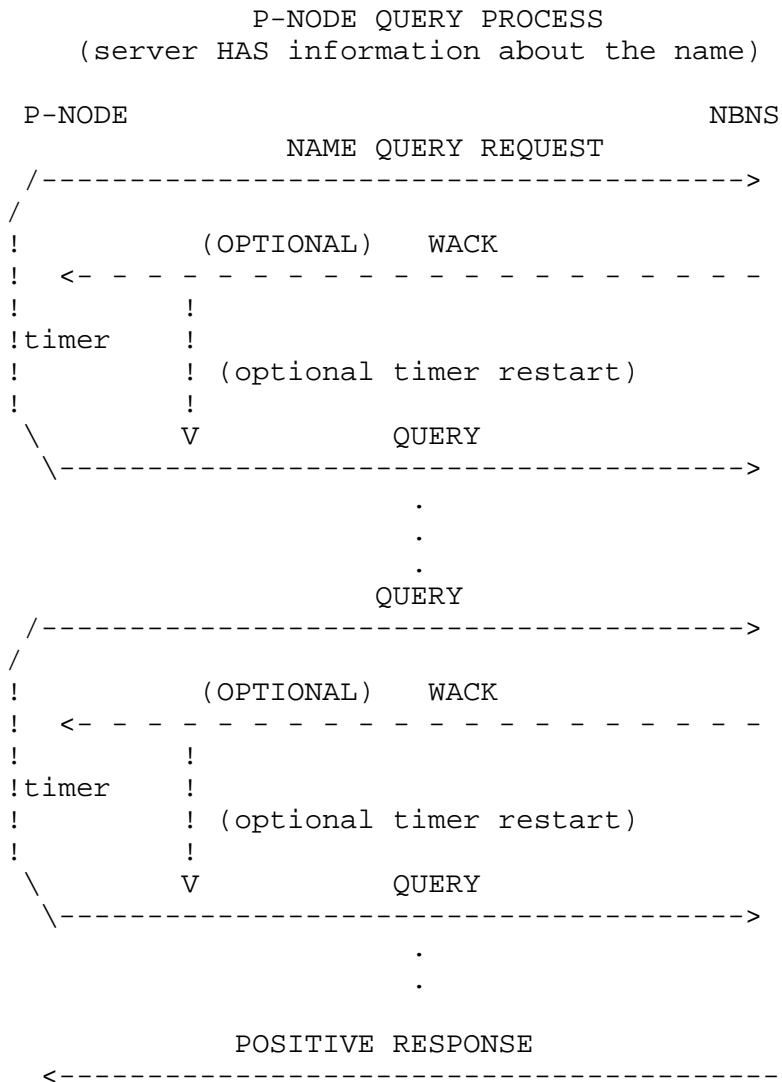 P-NODE QUERY PROCESS
(server HAS information about the name)
P-NODE NBNS
NAME QUERY REQUEST
/---------------------------------------->
/
! (OPTIONAL) WACK
! <- - - - - - - - - - - - - - - - - - - -
! !
!timer !
! ! (optional timer restart)
! !
\ V QUERY
\--------------------------------------->
.
.
.
QUERY
/---------------------------------------->
/
! (OPTIONAL) WACK
! <- - - - - - - - - - - - - - - - - - - -
! !
!timer !
! ! (optional timer restart)
! !
\ V QUERY
\--------------------------------------->
.
.
POSITIVE RESPONSE
<------------------------------------------